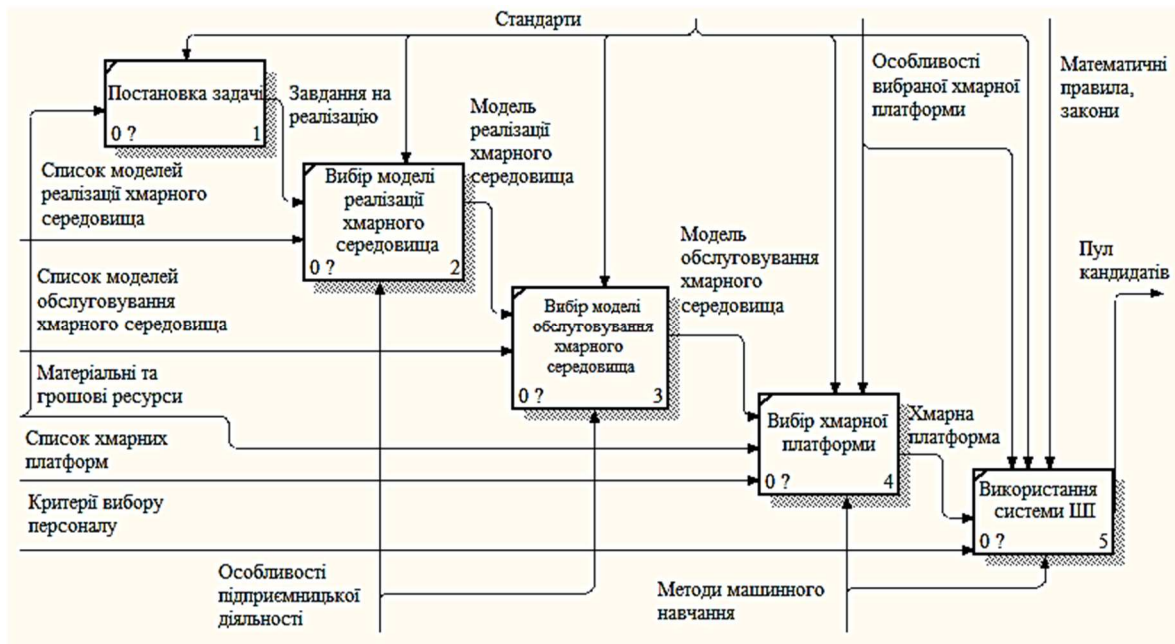 Стандарти
Постановка задачі
0 ?
1
Завдання на
реалізацію
Модель
реалізації
хмарного
середовища
Особливості
вибраної хмарної
платформи
Математичні
правила,
закони
Список моделей
реалізації хмарного
середовища
Вибір моделі
реалізації
хмарного
середовища
0 ?
2
Модель
обслуговування
хмарного
середовища
Пул
кандидатів
Список моделей
обслуговування
хмарного середовища
Вибір моделі
обслуговування
хмарного
середовища
0 ?
3
Матеріальні та
грошові ресурси
Вибір хмарної
платформи
0 ?
4
Хмарна
платформа
Список хмарних
платформ
Критерії вибору
персоналу
Використання
системи ШІ
0 ?
5
Особливості
підприємницької
діяльності
Методи машинного
навчання